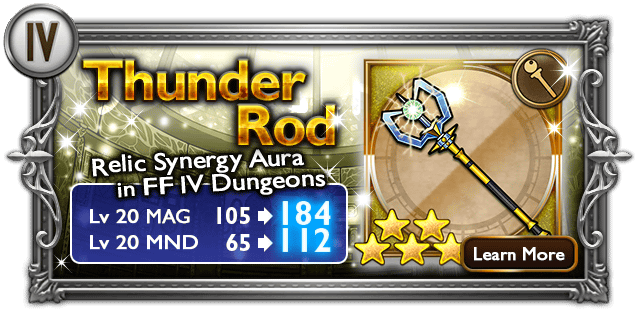 IV
Thunder
Rod
Relic Synergy Aura
in FF IV Dungeons
Lv 20 MAG 105 → 184
Lv 20 MND 65 → 112
Learn More